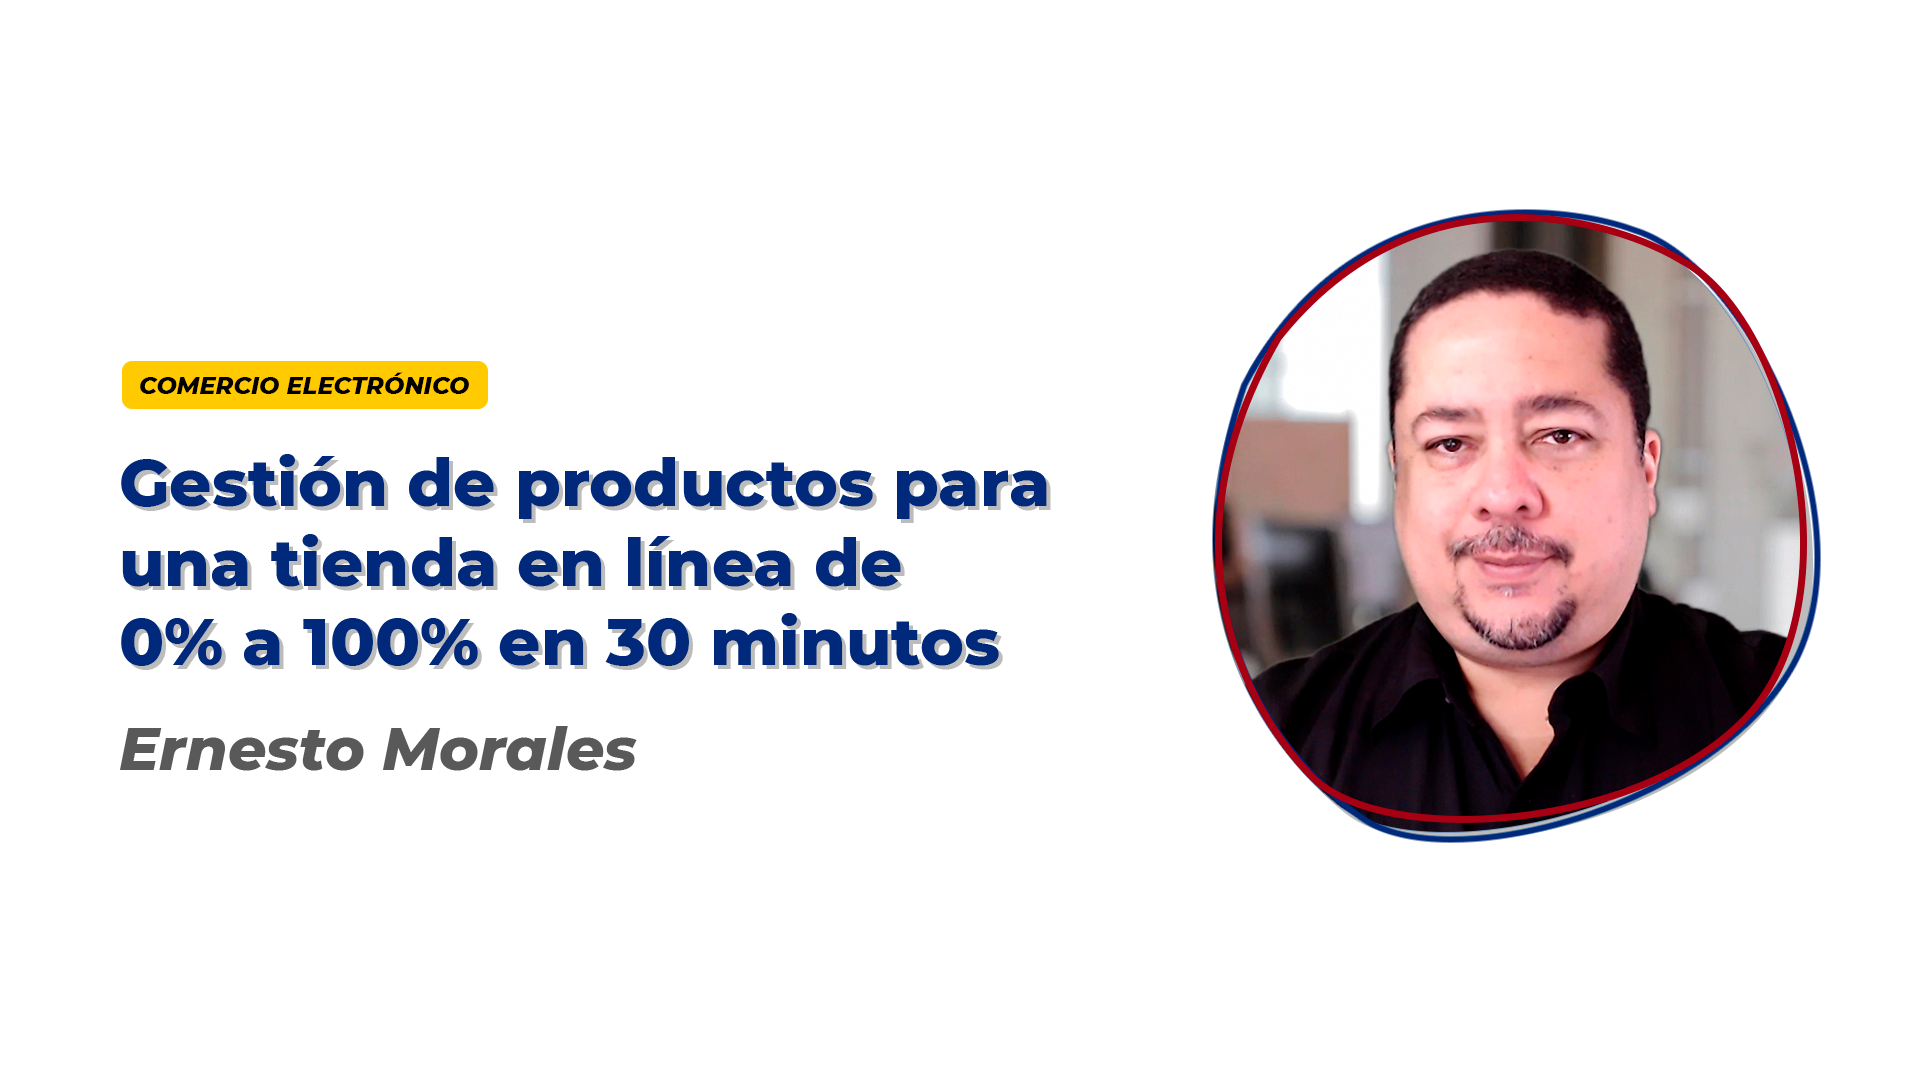 COMERCIO ELECTRÓNICO
Gestión de productos para
una tienda en línea de
0% a 100% en 30 minutos
Ernesto Morales